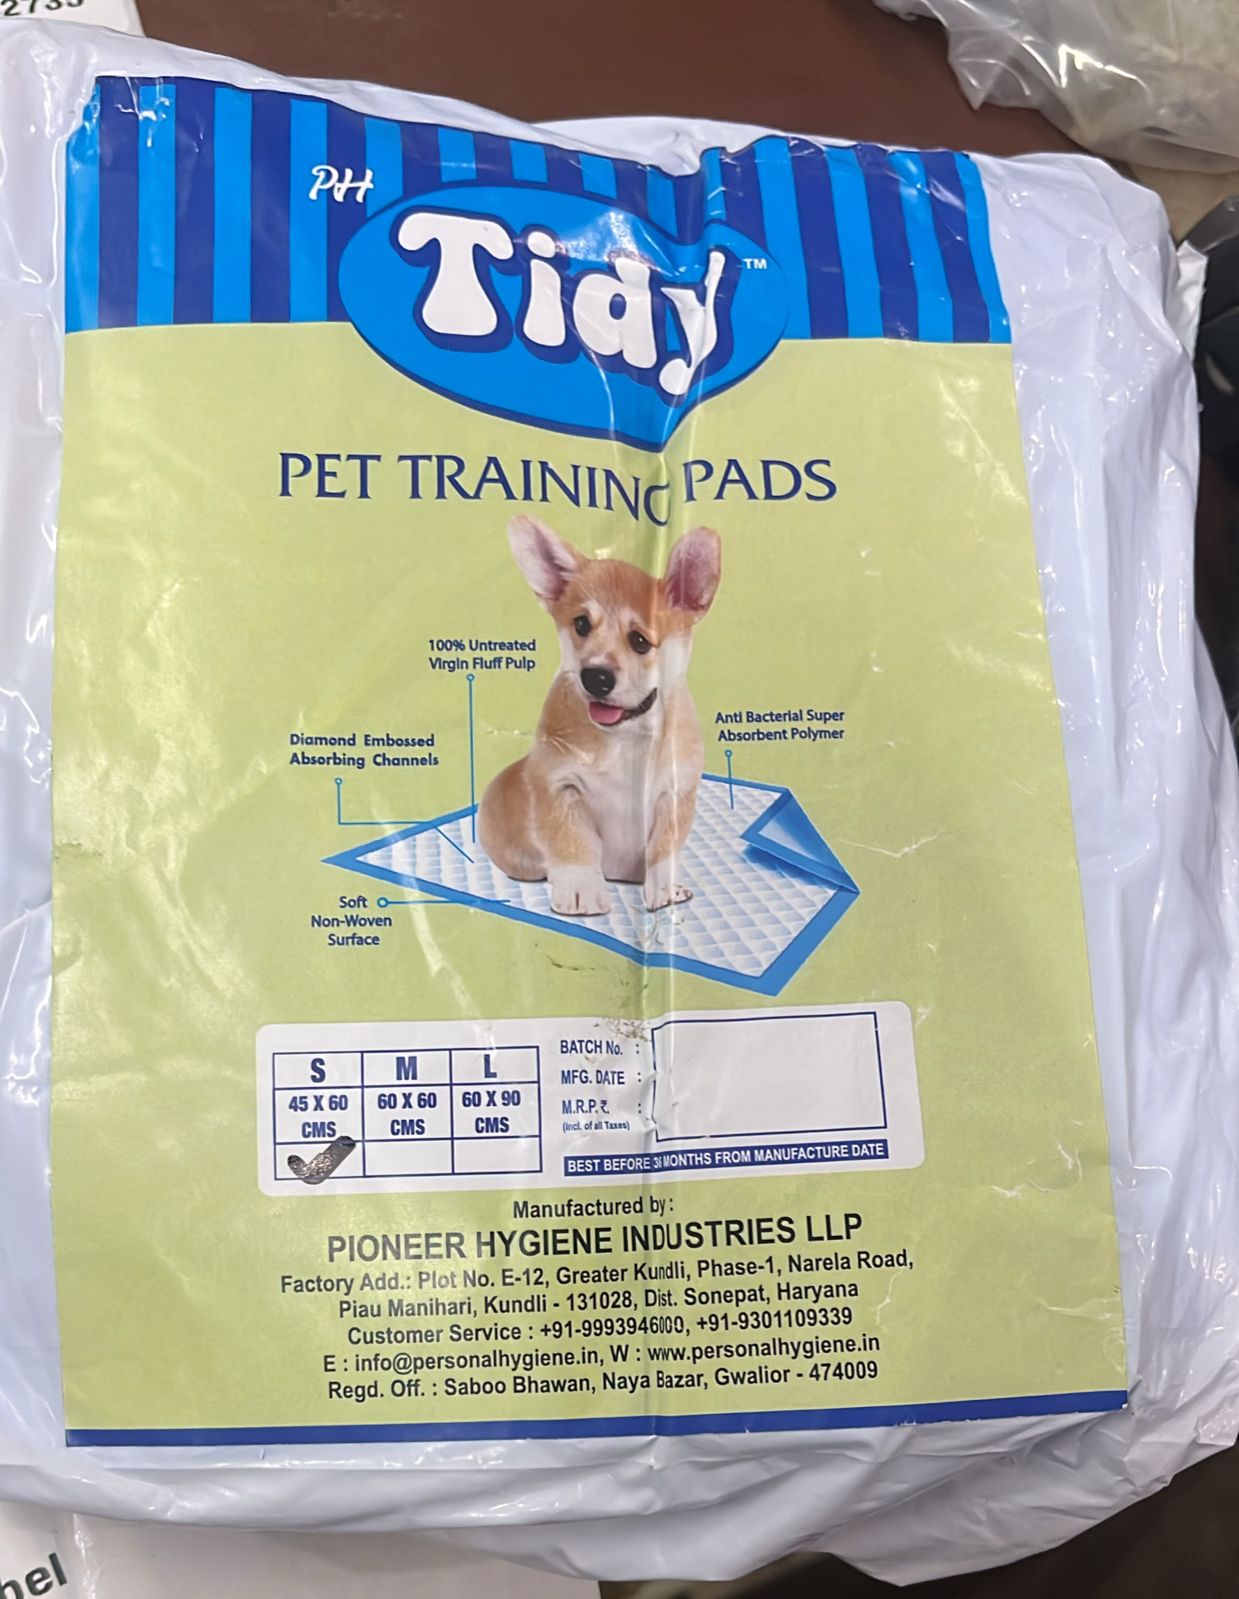 PH
Tidy™
PET TRAINING PADS
100% Untreated
Virgin Fluff Pulp
Anti Bacterial Super
Absorbent Polymer
Diamond Embossed
Absorbing Channels
Soft
Non-Woven
Surface
S M L
45 X 60 60 X 60 60 X 90
CMS CMS CMS
BATCH No. :
MFG. DATE :
M.R.P.₹. :
(Incl. of all Taxes)
BEST BEFORE 36 MONTHS FROM MANUFACTURE DATE
Manufactured by:
PIONEER HYGIENE INDUSTRIES LLP
Factory Add.: Plot No. E-12, Greater Kundli, Phase-1, Narela Road,
Piau Manihari, Kundli - 131028, Dist. Sonepat, Haryana
Customer Service : +91-9993946000, +91-9301109339
E : info@personalhygiene.in, W : www.personalhygiene.in
Regd. Off. : Saboo Bhawan, Naya Bazar, Gwalior - 474009